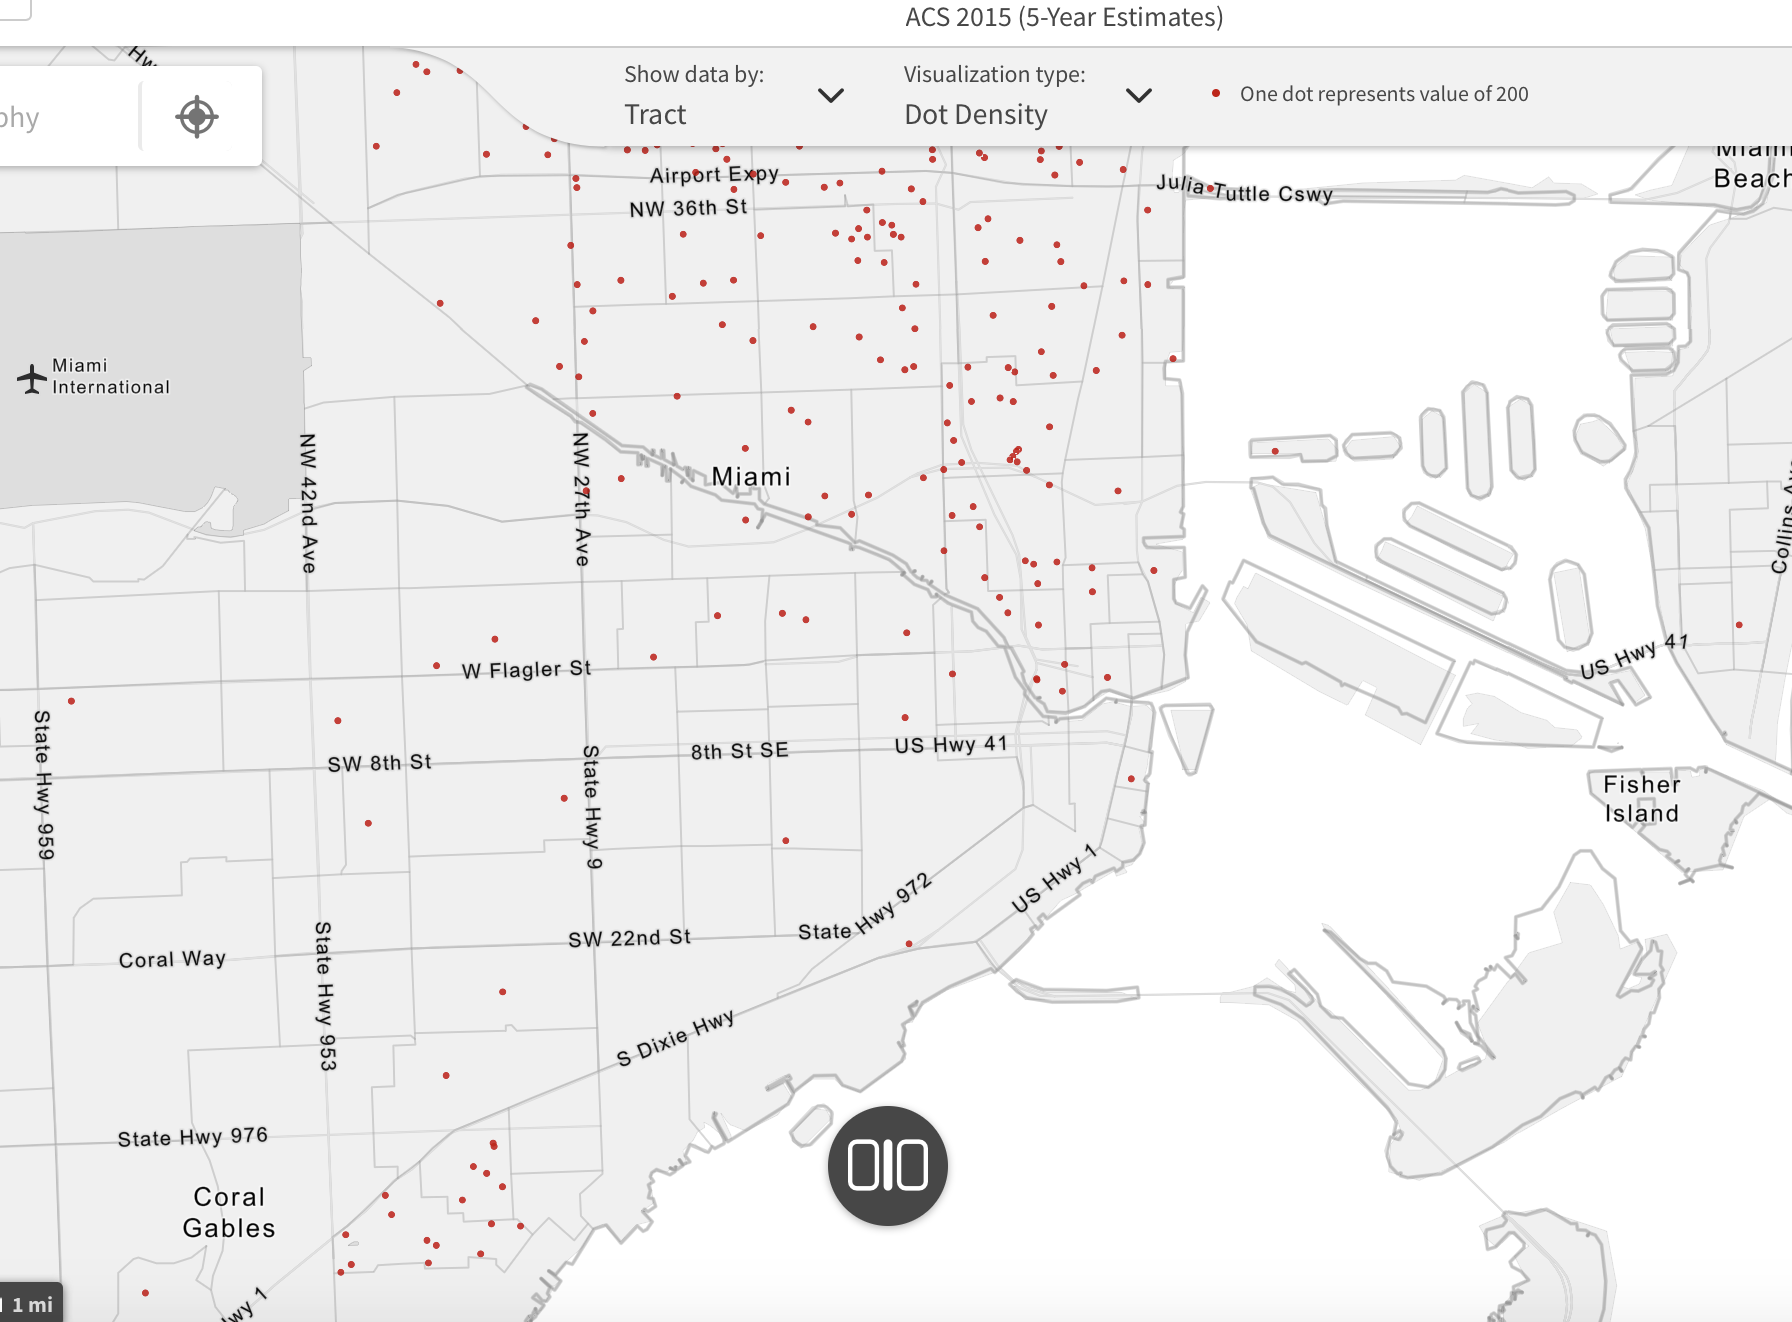 ACS 2015 (5-Year Estimates)
Show data by:
Tract
Visualization type:
Dot Density
One dot represents value of 200
phy
Hw
Airport Expy
NW 36th St
Julia Tuttle Cswy
Miami
Beach
Miami
International
NW 42nd Ave
NW 27th Ave
Miami
Collins Av
US Hwy 41
W Flagler St
State Hwy 959
SW 8th St
State Hwy 9
8th St SE
US Hwy 41
Fisher
Island
US Hwy 1
State Hwy 972
SW 22nd St
Coral Way
State Hwy 953
S Dixie Hwy
State Hwy 976
Coral
Gables
wy 1
1 mi